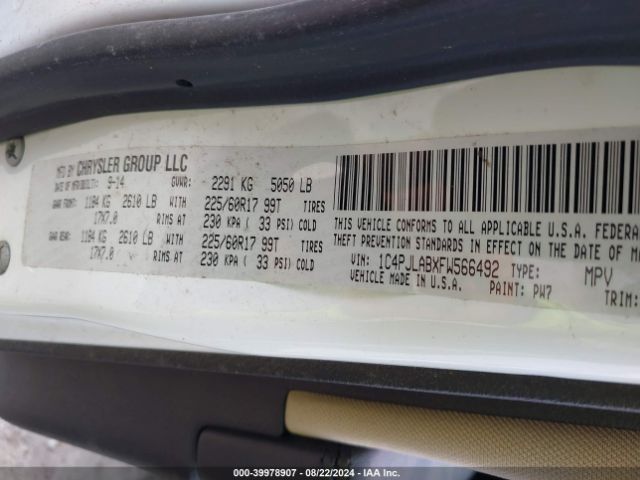 MFD BY CHRYSLER GROUP LLC
DATE OF MFR/BUILT: 9-14 GVWR: 2291 KG 5050 LB
GAWR FRONT: 1184 KG 2610 LB WITH 225/60R17 99T TIRES
17X7.0 RIMS AT 230 KPA ( 33 PSI) COLD
GAWR REAR: 1184 KG 2610 LB WITH 225/60R17 99T TIRES
17X7.0 RIMS AT 230 KPA ( 33 PSI) COLD
THIS VEHICLE CONFORMS TO ALL APPLICABLE U.S.A. FEDERA
THEFT PREVENTION STANDARDS IN EFFECT ON THE DATE OF MA
VIN: 1C4PJLABXFW566492 TYPE: MPV
VEHICLE MADE IN U.S.A. PAINT: PW7 TRIM:
000-39978907 - 08/22/2024 - IAA Inc.